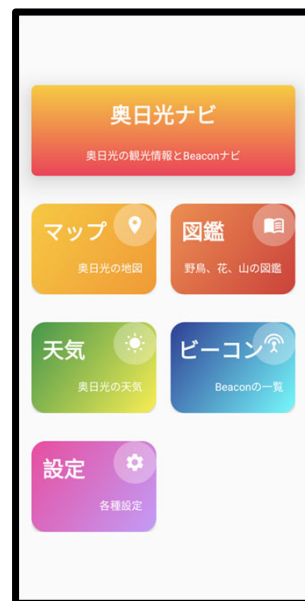 奥日光ナビ
奥日光の観光情報とBeaconナビ
マップ
奥日光の地図
図鑑
野鳥、花、山の図鑑
天気
奥日光の天気
ビーコン
Beaconの一覧
設定
各種設定